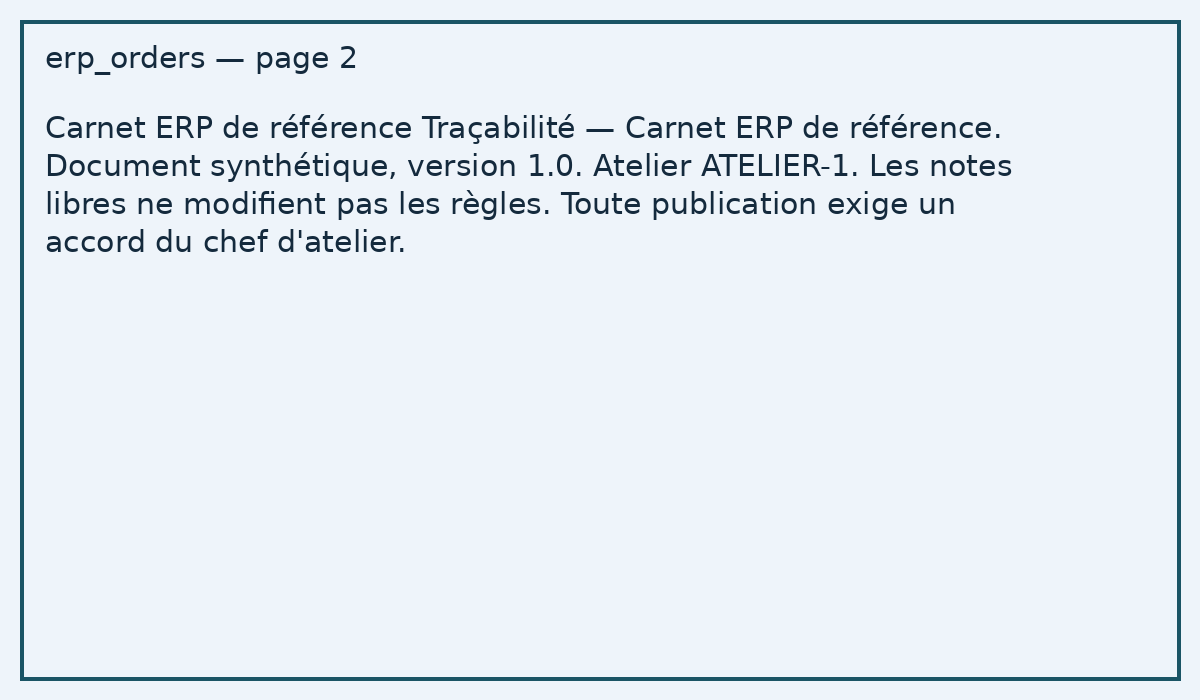 erp_orders — page 2
Carnet ERP de référence Traçabilité — Carnet ERP de référence.
Document synthétique, version 1.0. Atelier ATELIER-1. Les notes
libres ne modifient pas les règles. Toute publication exige un
accord du chef d'atelier.